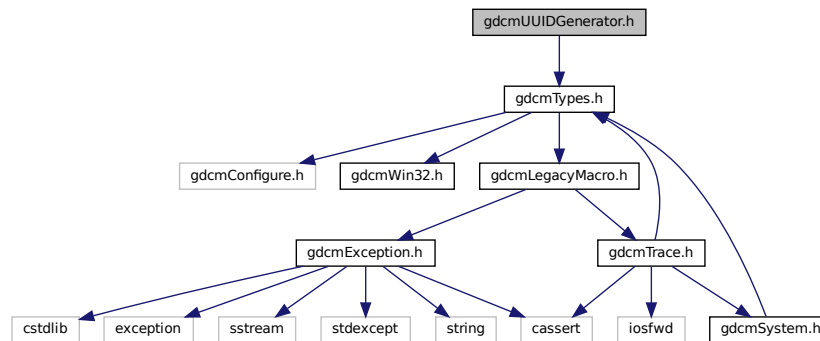 gdcmUUIDGenerator.h
gdcmTypes.h
gdcmConfigure.h
gdcmWin32.h
gdcmLegacyMacro.h
gdcmException.h
gdcmTrace.h
cstdlib
exception
sstream
stdexcept
string
cassert
iosfwd
gdcmSystem.h